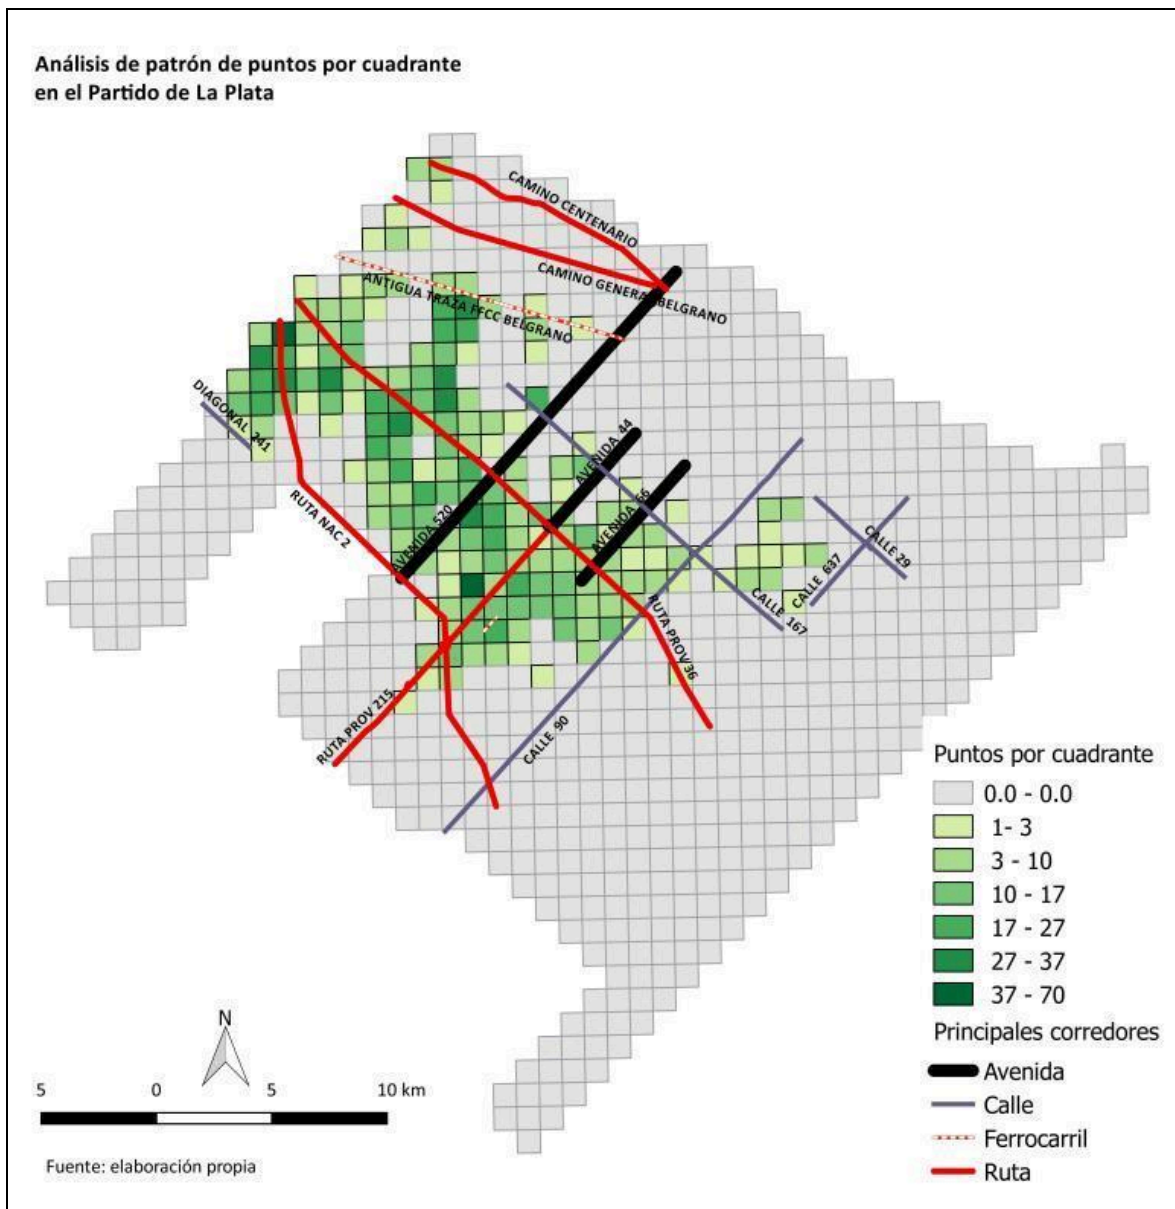 Análisis de patrón de puntos por cuadrante
en el Partido de La Plata
CAMINO CENTENARIO
CAMINO GENERAL BELGRANO
ANTIGUA TRAZA FFCC BELGRANO
DIAGONAL 241
RUTA NAC 2
AVENIDA 520
AVENIDA 44
AVENIDA 66
CALLE 29
CALLE 637
CALLE 167
RUTA PROV 36
RUTA PROV 215
CALLE 90
Puntos por cuadrante
0.0 - 0.0
1- 3
3 - 10
10 - 17
17 - 27
27 - 37
37 - 70
Principales corredores
Avenida
Calle
Ferrocarril
Ruta
N
5 0 5 10 km
Fuente: elaboración propia